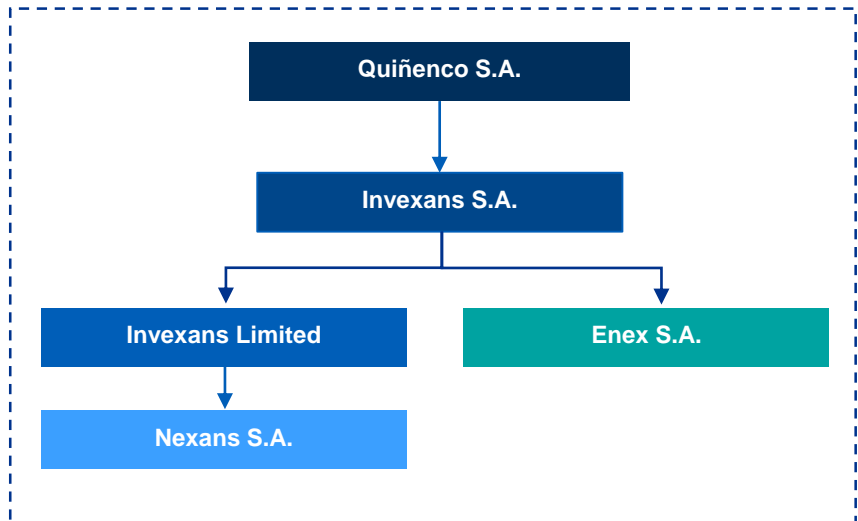 Quiñenco S.A.
Invexans S.A.
Invexans Limited
Enex S.A.
Nexans S.A.